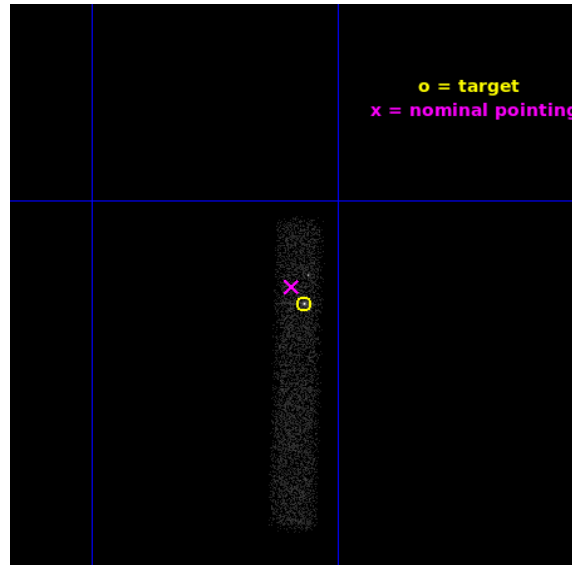 o = target
x = nominal pointing